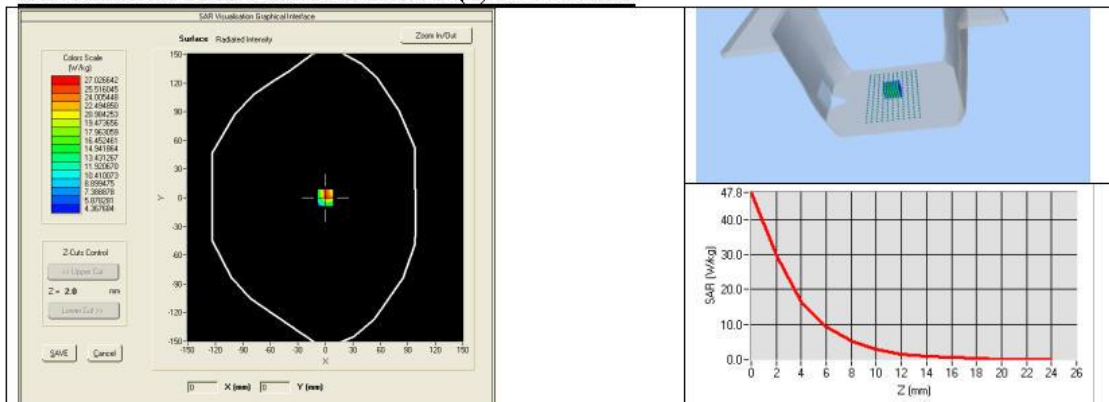 SAR Visualisation Graphical Interface
Surface Radiated Intensity
Zoom In/Out
Colors Scale
(W/kg)
27.026642
25.516045
24.005448
22.494850
20.984253
19.473656
17.963059
16.452461
14.941864
13.431267
11.920670
10.410073
8.899475
7.388878
5.878281
4.367684
Z-Cuts Control
<< Upper Cut
Z = 2.0 mm
Lower Cut >>
SAVE Cancel
150
120
90
60
30
0
-30
-60
-90
-120
-150
Y
-150 -120 -90 -60 -30 0 30 60 90 120 150
X
0 X (mm) 0 Y (mm)
47.8
40.0
30.0
20.0
10.0
0.0
SAR (W/kg)
0 2 4 6 8 10 12 14 16 18 20 22 24 26
Z (mm)